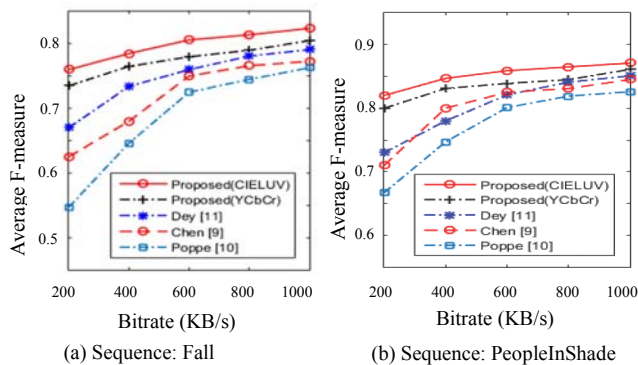 0.8
0.7
0.6
0.5
Average F-measure
Proposed(CIELUV)
Proposed(YCbCr)
Dey [11]
Chen [9]
Poppe [10]
200 400 600 800 1000
Bitrate (KB/s)
(a) Sequence: Fall
0.9
0.8
0.7
0.6
Average F-measure
Proposed(CIELUV)
Proposed(YCbCr)
Dey [11]
Chen [9]
Poppe [10]
200 400 600 800 1000
Bitrate (KB/s)
(b) Sequence: PeopleInShade